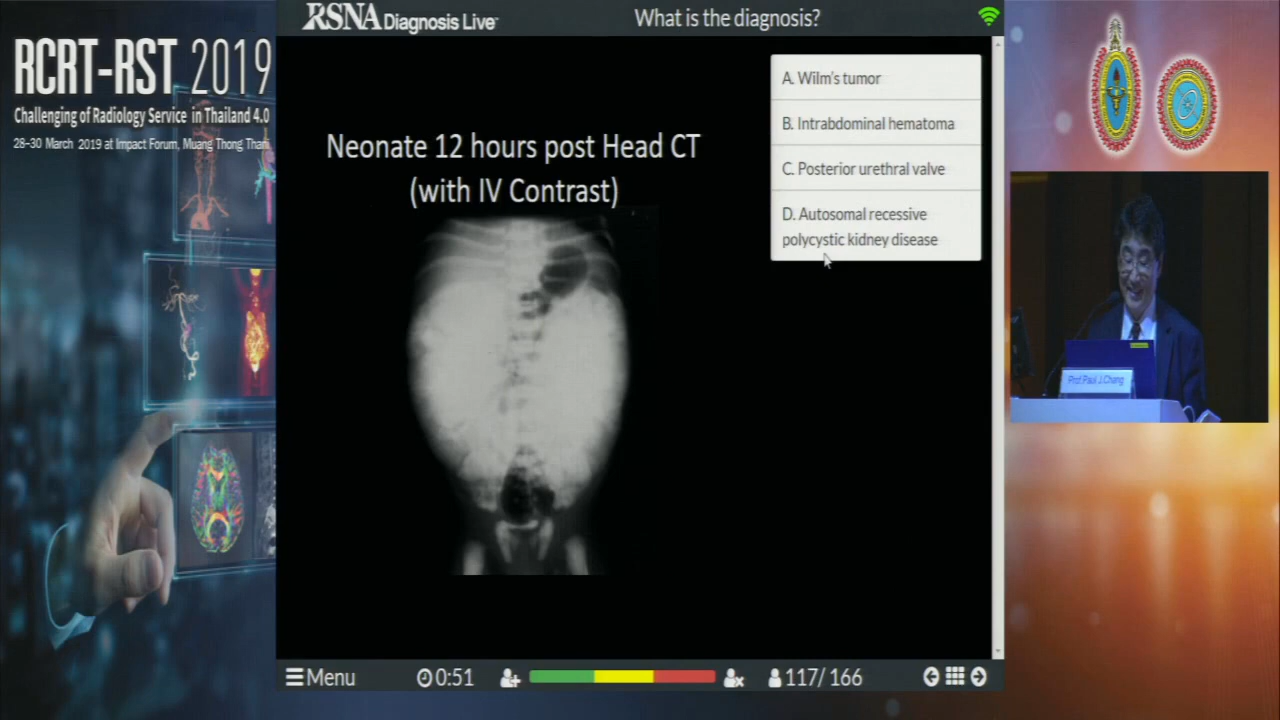 RCRT-RST 2019
Challenging of Radiology Service in Thailand 4.0
28-30 March 2019 at Impact Forum, Muang Thong Thani
RSNA Diagnosis Live™
What is the diagnosis?
Neonate 12 hours post Head CT
(with IV Contrast)
A. Wilm's tumor
B. Intrabdominal hematoma
C. Posterior urethral valve
D. Autosomal recessive
polycystic kidney disease
Prof.Paul J.Chang
Menu
0:51
117/166